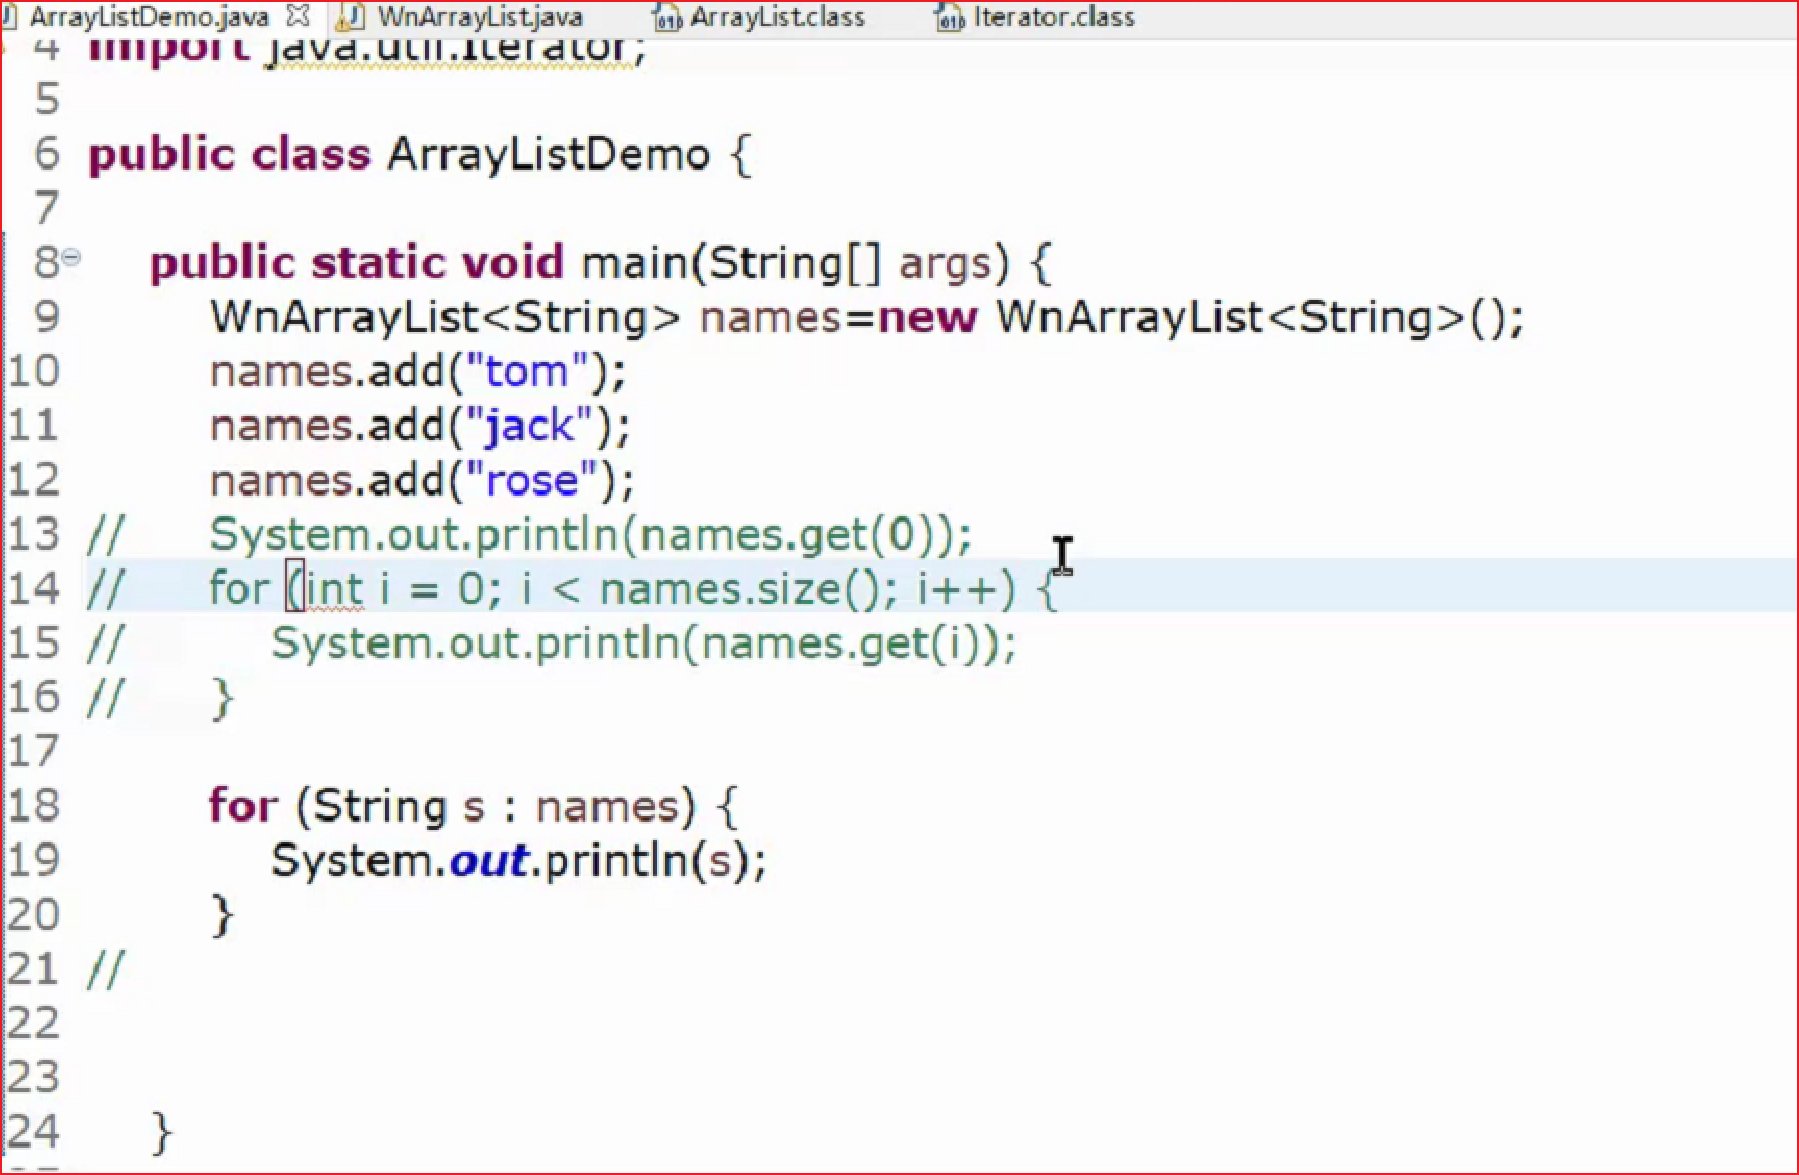 ArrayListDemo.java WnArrayList.java ArrayList.class Iterator.class
4 import java.util.Iterator;
5
6 public class ArrayListDemo {
7
8 public static void main(String[] args) {
9 WnArrayList<String> names=new WnArrayList<String>();
10 names.add("tom");
11 names.add("jack");
12 names.add("rose");
13 // System.out.println(names.get(0));
14 // for (int i = 0; i < names.size(); i++) {
15 // System.out.println(names.get(i));
16 // }
17
18 for (String s : names) {
19 System.out.println(s);
20 }
21 //
22
23
24 }